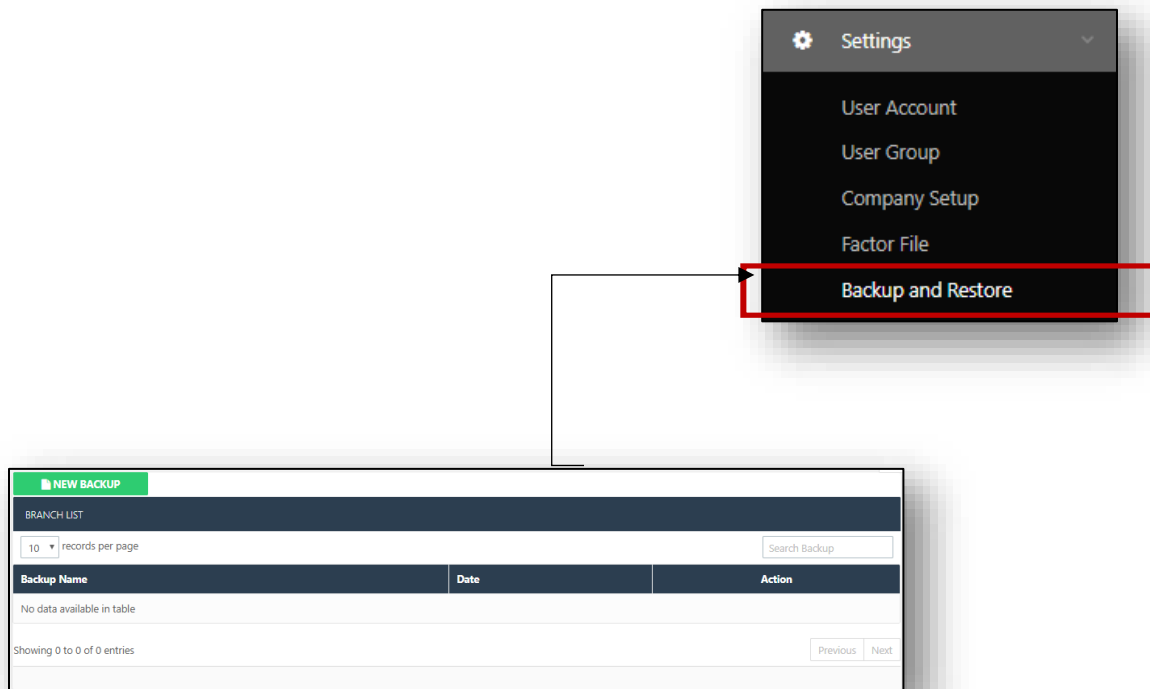 Settings
User Account
User Group
Company Setup
Factor File
Backup and Restore
NEW BACKUP
BRANCH LIST
10 records per page Search Backup
Backup Name Date Action
No data available in table
Showing 0 to 0 of 0 entries Previous Next